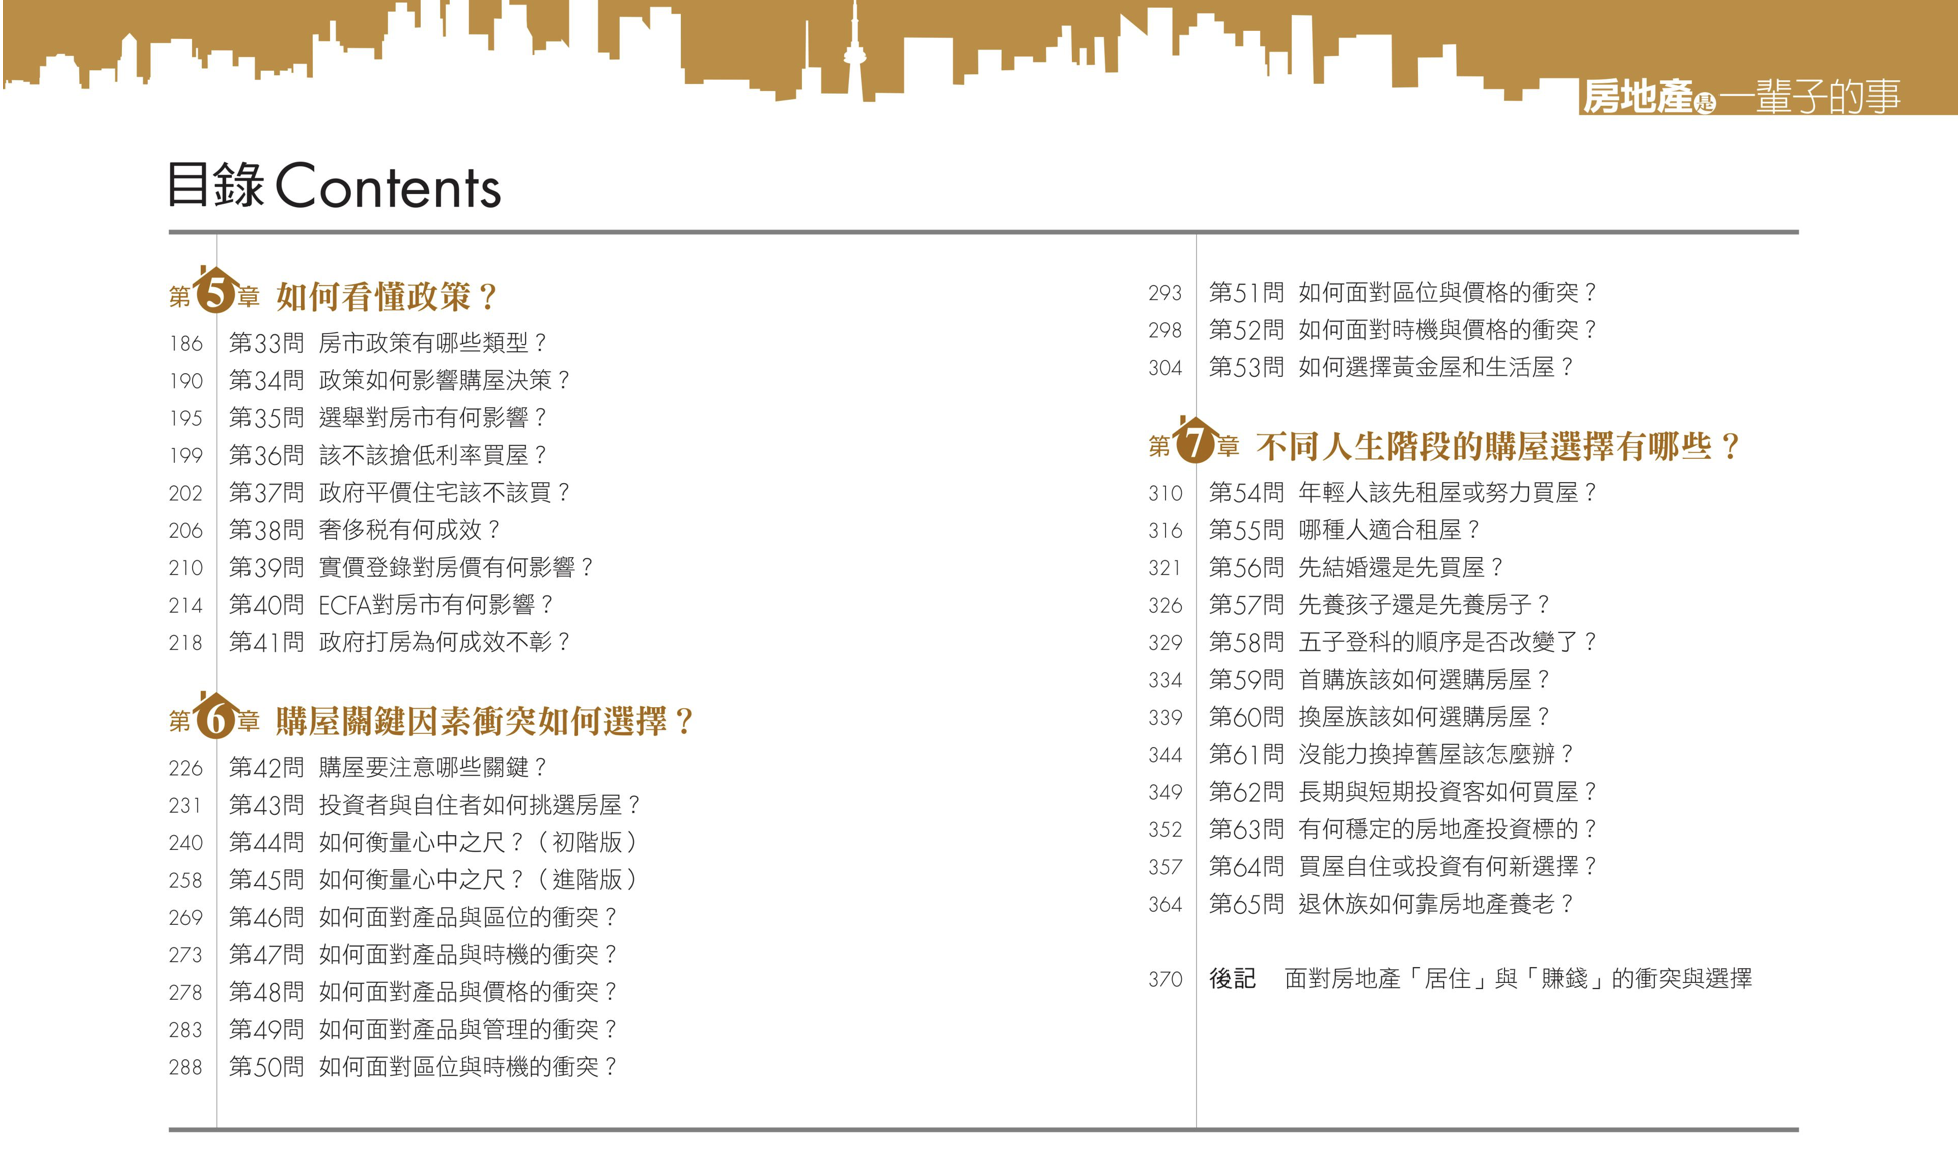 房地產是一輩子的事
目錄 Contents
第5章 如何看懂政策？
186 第33問 房市政策有哪些類型？
190 第34問 政策如何影響購屋決策？
195 第35問 選舉對房市有何影響？
199 第36問 該不該搶低利率買屋？
202 第37問 政府平價住宅該不該買？
206 第38問 奢侈稅有何成效？
210 第39問 實價登錄對房價有何影響？
214 第40問 ECFA對房市有何影響？
218 第41問 政府打房為何成效不彰？
第6章 購屋關鍵因素衝突如何選擇？
226 第42問 購屋要注意哪些關鍵？
231 第43問 投資者與自住者如何挑選房屋？
240 第44問 如何衡量心中之尺？（初階版）
258 第45問 如何衡量心中之尺？（進階版）
269 第46問 如何面對產品與區位的衝突？
273 第47問 如何面對產品與時機的衝突？
278 第48問 如何面對產品與價格的衝突？
283 第49問 如何面對產品與管理的衝突？
288 第50問 如何面對區位與時機的衝突？
293 第51問 如何面對區位與價格的衝突？
298 第52問 如何面對時機與價格的衝突？
304 第53問 如何選擇黃金屋和生活屋？
第7章 不同人生階段的購屋選擇有哪些？
310 第54問 年輕人該先租屋或努力買屋？
316 第55問 哪種人適合租屋？
321 第56問 先結婚還是先買屋？
326 第57問 先養孩子還是先養房子？
329 第58問 五子登科的順序是否改變了？
334 第59問 首購族該如何選購房屋？
339 第60問 換屋族該如何選購房屋？
344 第61問 沒能力換掉舊屋該怎麼辦？
349 第62問 長期與短期投資客如何買屋？
352 第63問 有何穩定的房地產投資標的？
357 第64問 買屋自住或投資有何新選擇？
364 第65問 退休族如何靠房地產養老？
370 後記 面對房地產「居住」與「賺錢」的衝突與選擇